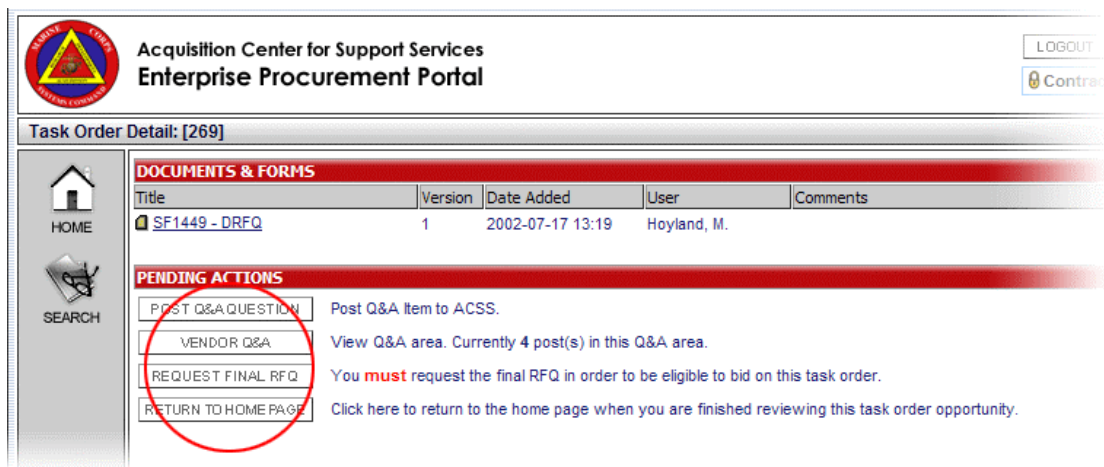 MARINE CORPS
SYSTEMS COMMAND
Acquisition Center for Support Services
Enterprise Procurement Portal
LOGOUT
Contrac
Task Order Detail: [269]
HOME
SEARCH
DOCUMENTS & FORMS
Title Version Date Added User Comments
SF1449 - DRFQ 1 2002-07-17 13:19 Hoyland, M.
PENDING ACTIONS
POST Q&A QUESTION Post Q&A Item to ACSS.
VENDOR Q&A View Q&A area. Currently 4 post(s) in this Q&A area.
REQUEST FINAL RFQ You must request the final RFQ in order to be eligible to bid on this task order.
RETURN TO HOME PAGE Click here to return to the home page when you are finished reviewing this task order opportunity.